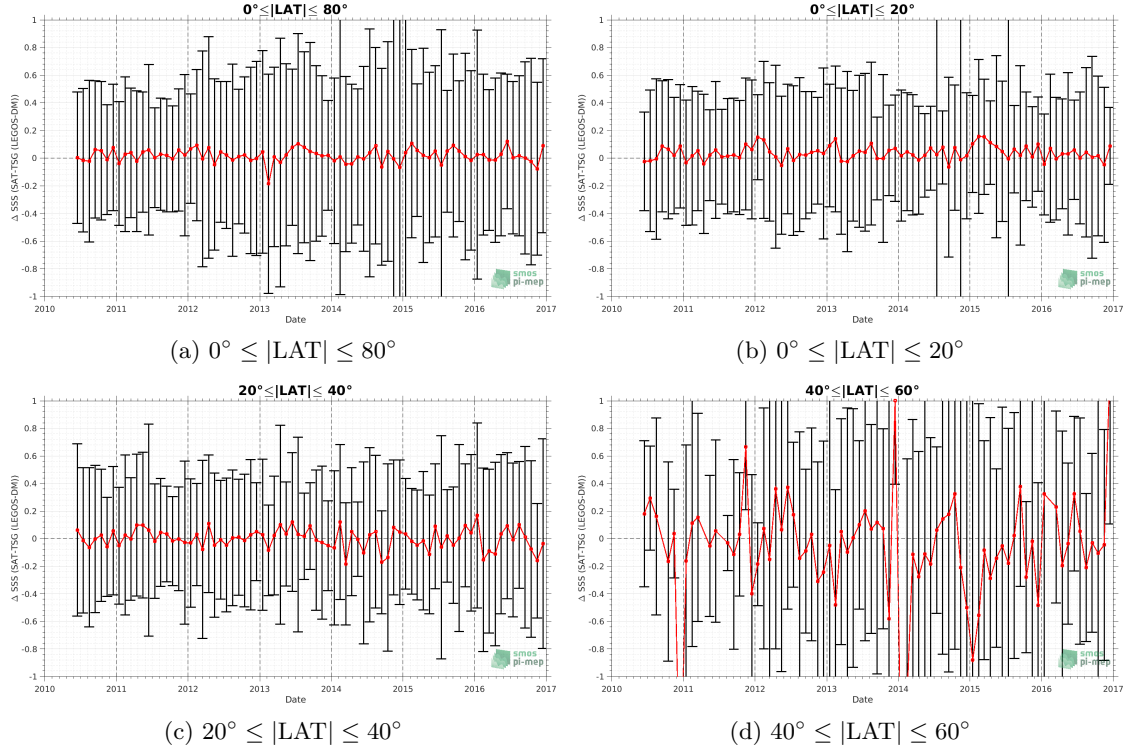 0°≤|LAT|≤ 80°
Δ SSS (SAT-TSG (LEGOS-DM))
1
0.8
0.6
0.4
0.2
0
-0.2
-0.4
-0.6
-0.8
-1
2010 2011 2012 2013 2014 2015 2016 2017
Date
smos
pi-mep
(a) 0° ≤ |LAT| ≤ 80°
0°≤|LAT|≤ 20°
Δ SSS (SAT-TSG (LEGOS-DM))
1
0.8
0.6
0.4
0.2
0
-0.2
-0.4
-0.6
-0.8
-1
2010 2011 2012 2013 2014 2015 2016 2017
Date
smos
pi-mep
(b) 0° ≤ |LAT| ≤ 20°
20°≤|LAT|≤ 40°
Δ SSS (SAT-TSG (LEGOS-DM))
1
0.8
0.6
0.4
0.2
0
-0.2
-0.4
-0.6
-0.8
-1
2010 2011 2012 2013 2014 2015 2016 2017
Date
smos
pi-mep
(c) 20° ≤ |LAT| ≤ 40°
40°≤|LAT|≤ 60°
Δ SSS (SAT-TSG (LEGOS-DM))
1
0.8
0.6
0.4
0.2
0
-0.2
-0.4
-0.6
-0.8
-1
2010 2011 2012 2013 2014 2015 2016 2017
Date
smos
pi-mep
(d) 40° ≤ |LAT| ≤ 60°